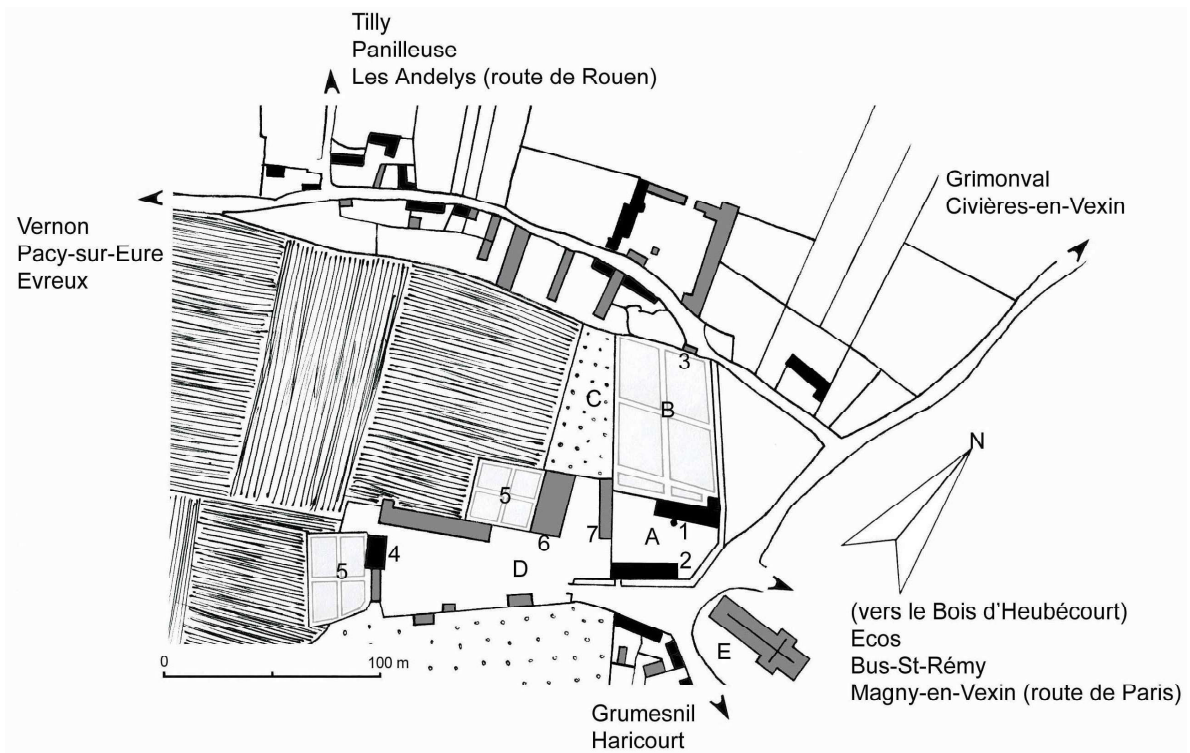 Tilly
Panilleuse
Les Andelys (route de Rouen)
Grimonval
Civières-en-Vexin
Vernon
Pacy-sur-Eure
Evreux
3
C
B
N
5
1
7
A
6
2
4
5
D
(vers le Bois d'Heubécourt)
Ecos
Bus-St-Rémy
Magny-en-Vexin (route de Paris)
E
0
100 m
Grumesnil
Haricourt